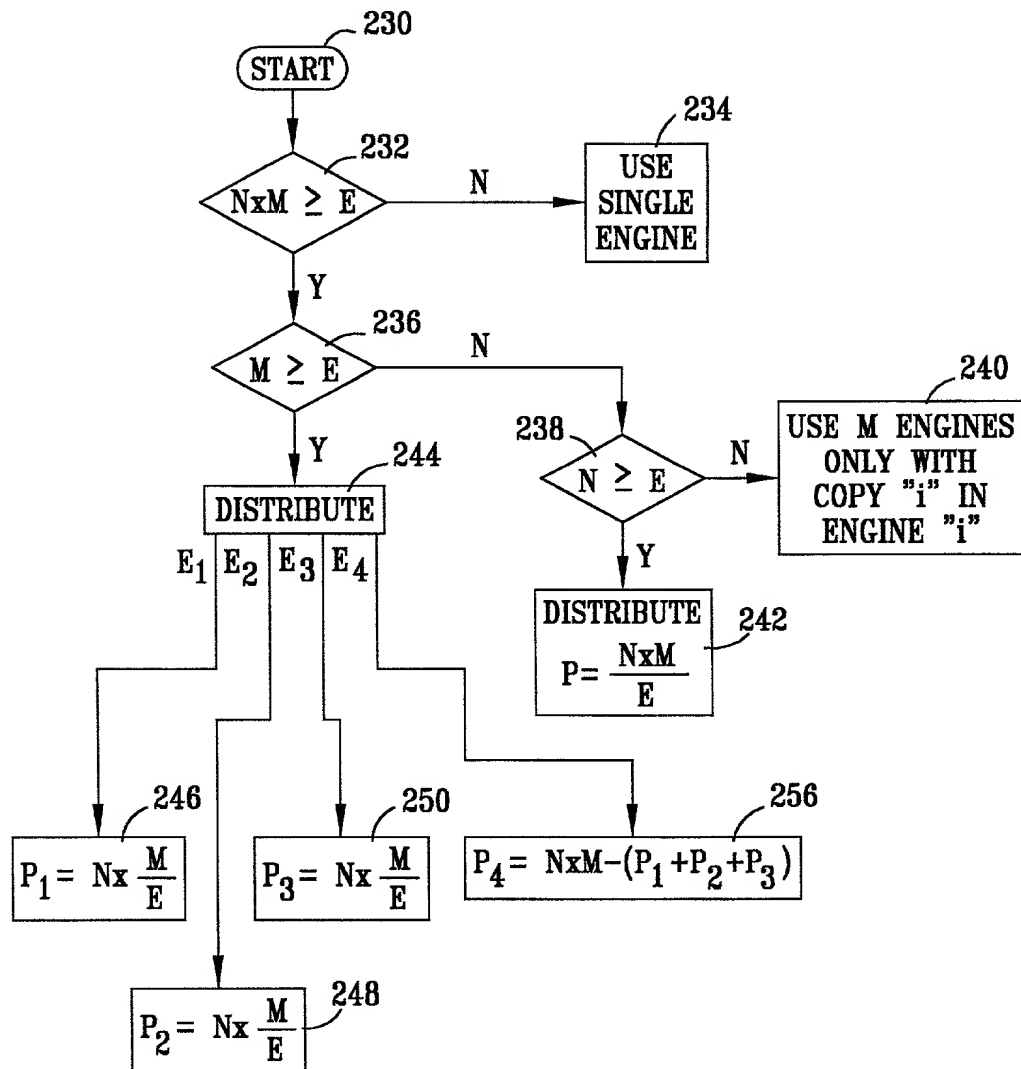 230
START
232
NxM ≥ E
N
234
USE
SINGLE
ENGINE
Y
236
M ≥ E
N
238
N ≥ E
N
240
USE M ENGINES
ONLY WITH
COPY "i" IN
ENGINE "i"
Y
244
DISTRIBUTE
E1 E2 E3 E4
Y
DISTRIBUTE
P= NxM/E
242
246
P1 = Nx M/E
250
P3 = Nx M/E
256
P4 = NxM-(P1+P2+P3)
P2 = Nx M/E
248